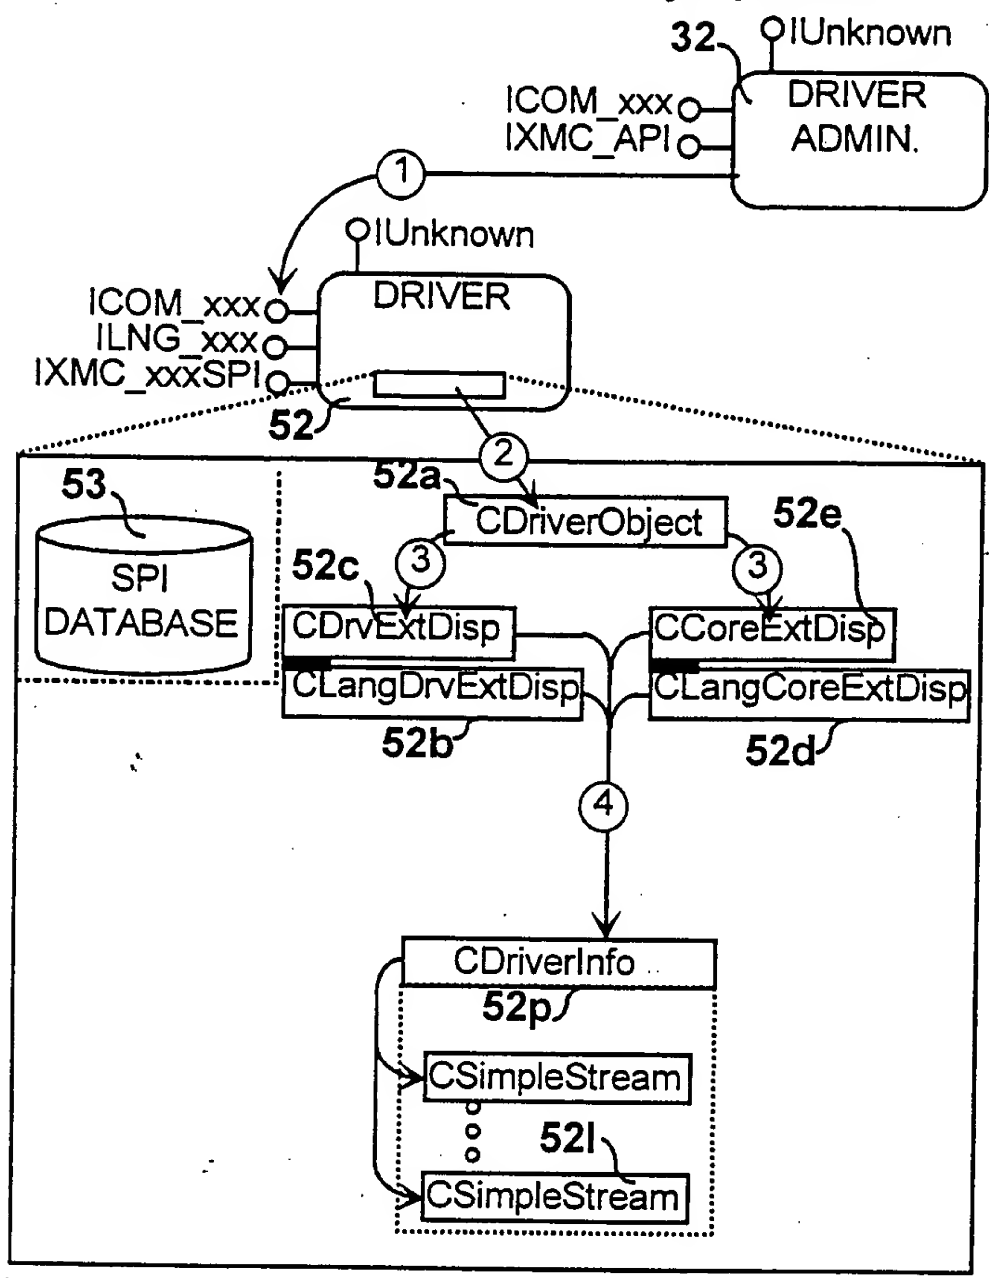 32
IUnknown
ICOM_xxx
IXMC_API
DRIVER
ADMIN.
1
IUnknown
ICOM_xxx
ILNG_xxx
IXMC_xxxSPI
DRIVER
52
2
53
SPI
DATABASE
52a
CDriverObject
52e
3
3
52c
CDrvExtDisp
CCoreExtDisp
CLangDrvExtDisp
CLangCoreExtDisp
52b
52d
4
CDriverInfo
52p
CSimpleStream
52l
CSimpleStream